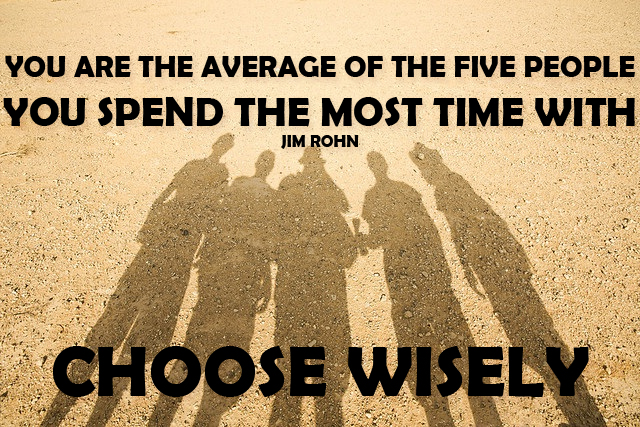 YOU ARE THE AVERAGE OF THE FIVE PEOPLE
YOU SPEND THE MOST TIME WITH
JIM ROHN
CHOOSE WISELY